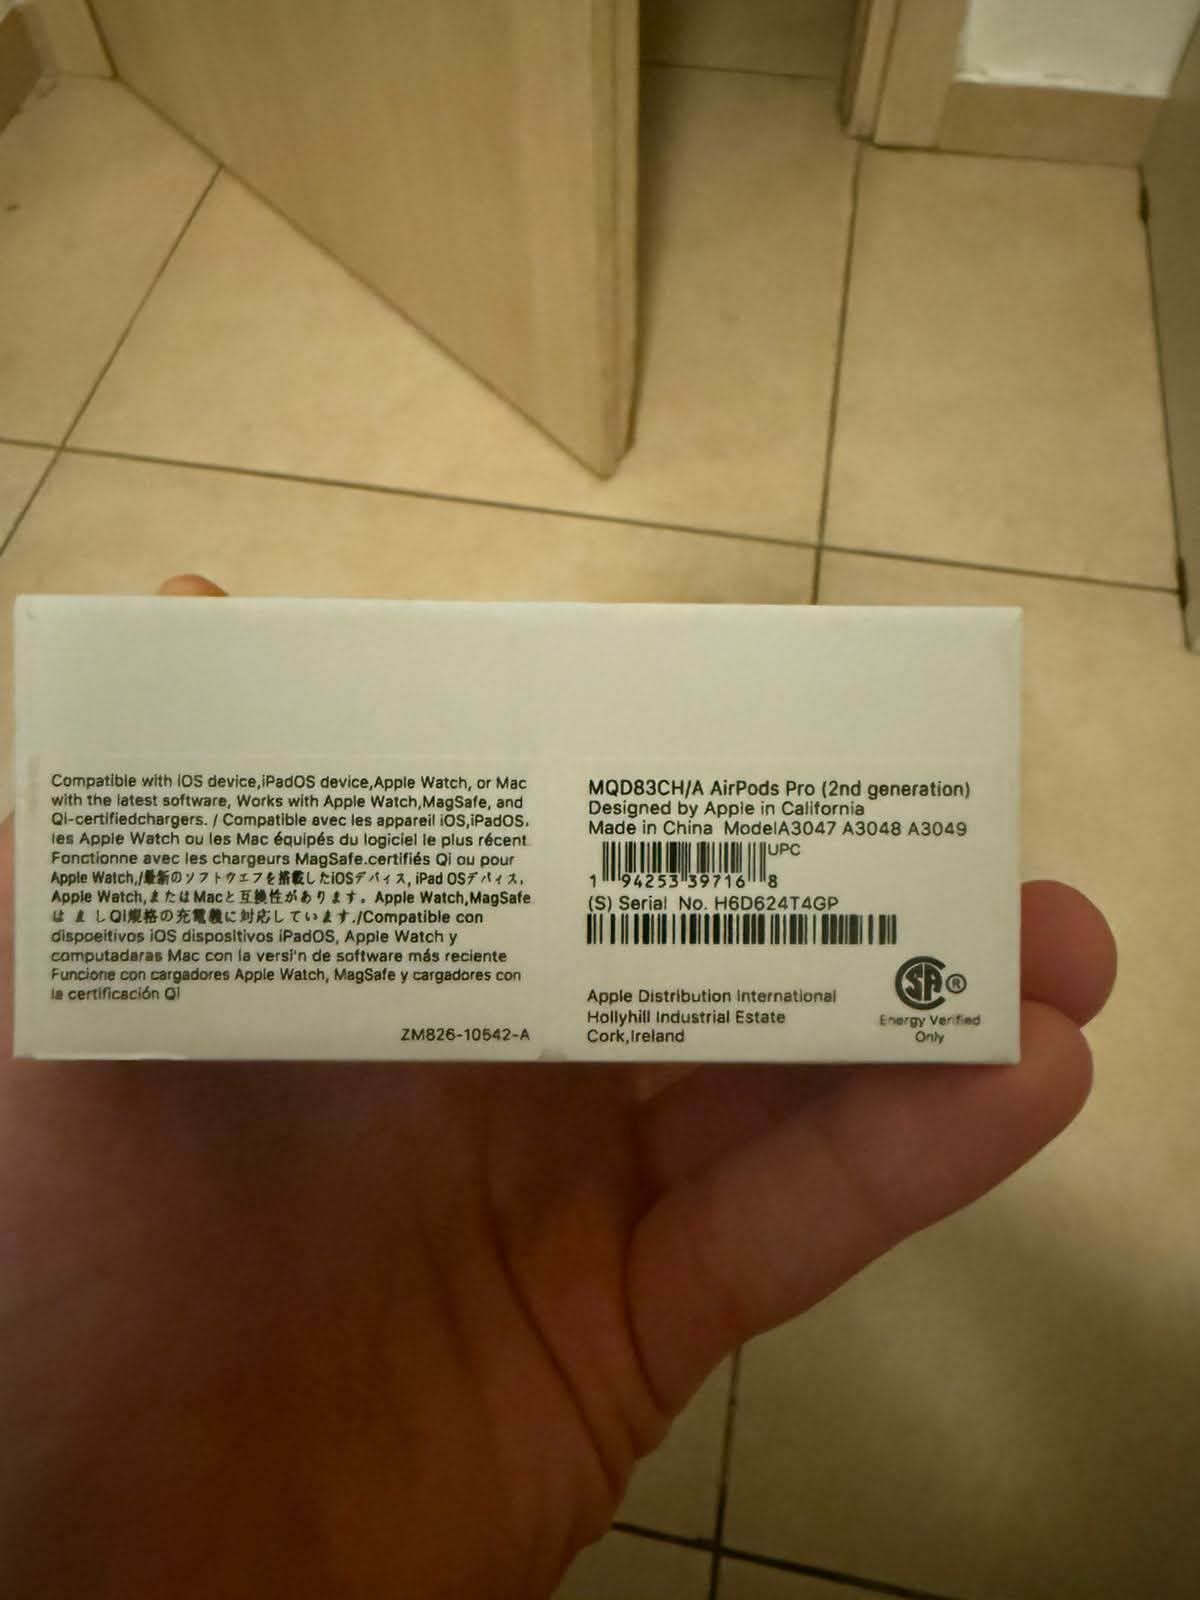 Compatible with iOS device,iPadOS device,Apple Watch, or Mac
with the latest software, Works with Apple Watch,MagSafe, and
Qi-certifiedchargers. / Compatible avec les appareil iOS,iPadOS,
les Apple Watch ou les Mac équipés du logiciel le plus récent
Fonctionne avec les chargeurs MagSafe.certifiés Qi ou pour
Apple Watch,/最新のソフトウエフを搭載したiOSデバィス, iPad OSデバィス,
Apple Watch,またはMacと互換性があります。Apple Watch,MagSafe
は ま しQi規格の充電機に対応しています./Compatible con
dispoeitivos iOS dispositivos iPadOS, Apple Watch y
computadaras Mac con la versi'n de software más reciente
Funcione con cargadores Apple Watch, MagSafe y cargadores con
la certificación Qi
ZM826-10542-A
MQD83CH/A AirPods Pro (2nd generation)
Designed by Apple in California
Made in China ModelA3047 A3048 A3049
UPC
1 94253 39716 8
(S) Serial No. H6D624T4GP
Apple Distribution International
Hollyhill Industrial Estate
Cork,Ireland
SA ®
Energy Verified
Only